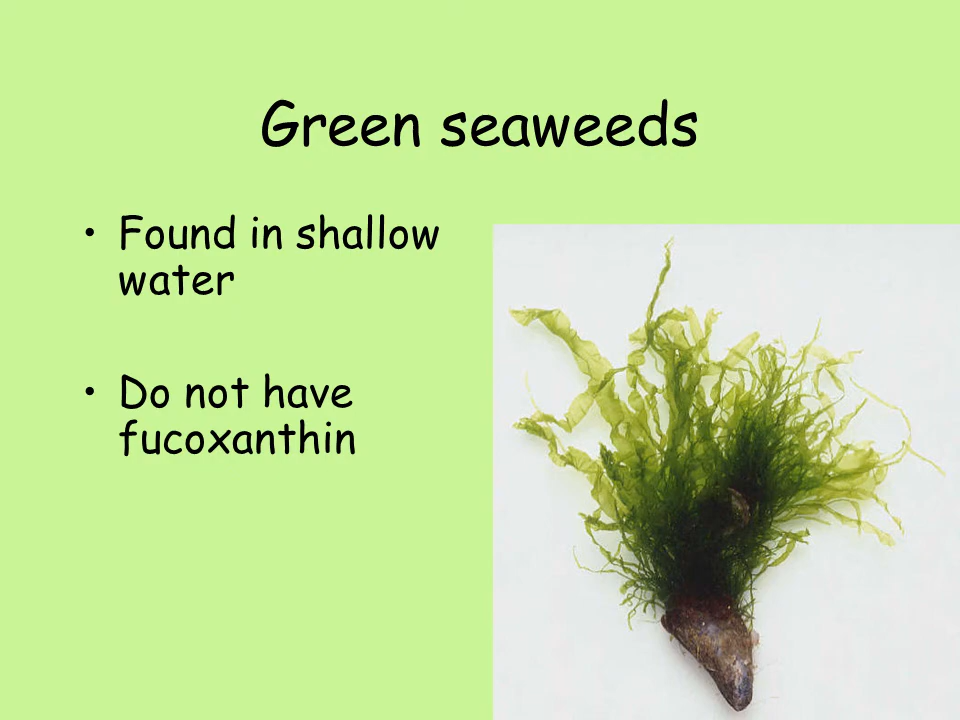 Green seaweeds
• Found in shallow
water
• Do not have
fucoxanthin